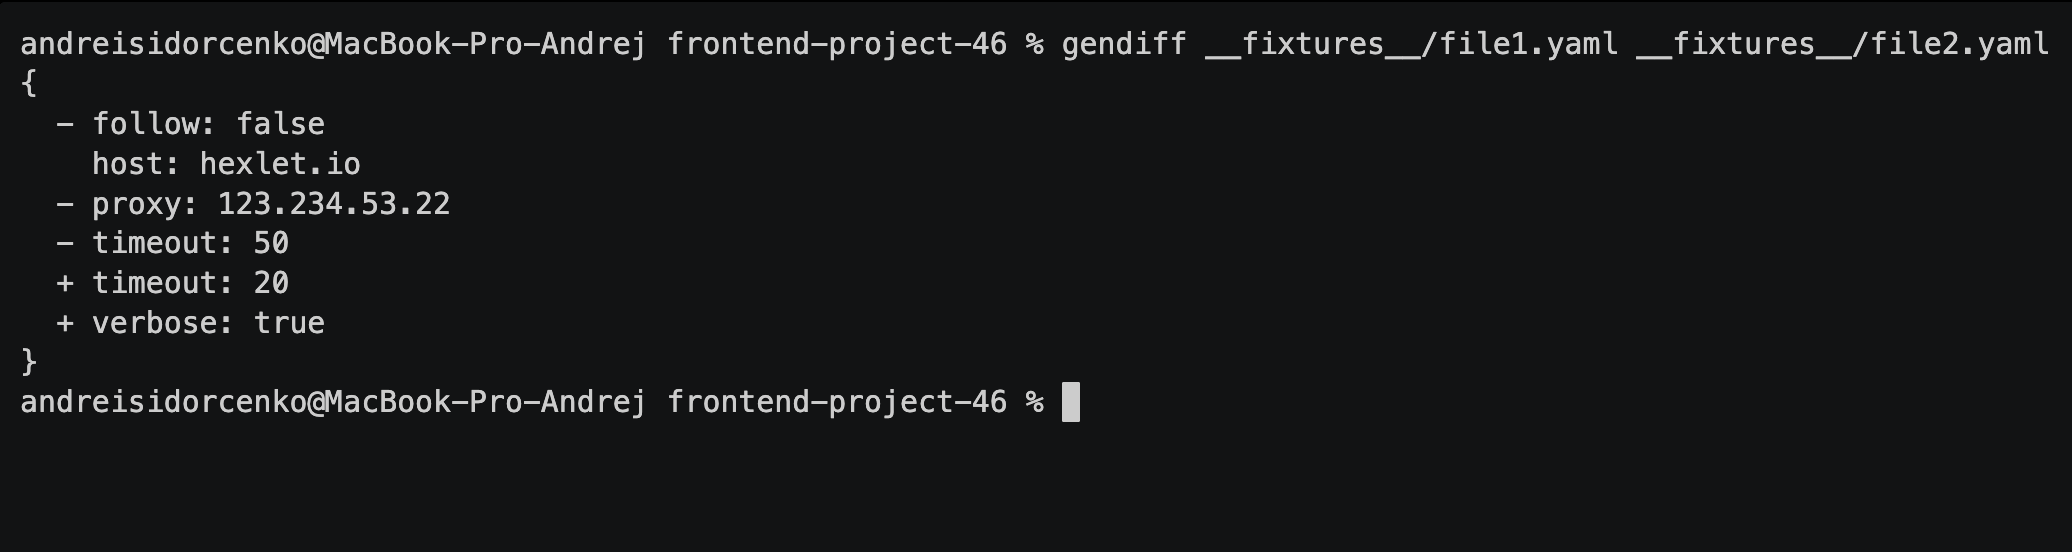 andreisidorcenko@MacBook-Pro-Andrej frontend-project-46 % gendiff __fixtures__/file1.yaml __fixtures__/file2.yaml
{
  - follow: false
    host: hexlet.io
  - proxy: 123.234.53.22
  - timeout: 50
  + timeout: 20
  + verbose: true
}
andreisidorcenko@MacBook-Pro-Andrej frontend-project-46 %